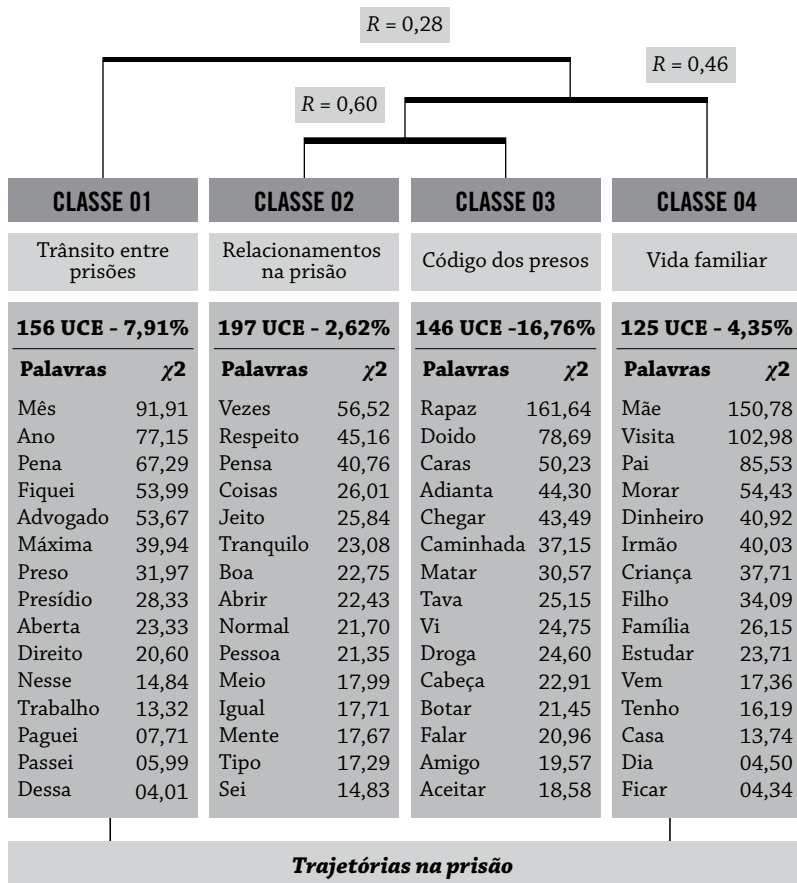 R = 0,28
R = 0,46
R = 0,60
CLASSE 01
Trânsito entre
prisões
156 UCE - 7,91%
Palavras χ2
Mês 91,91
Ano 77,15
Pena 67,29
Fiquei 53,99
Advogado 53,67
Máxima 39,94
Preso 31,97
Presídio 28,33
Aberta 23,33
Direito 20,60
Nesse 14,84
Trabalho 13,32
Paguei 07,71
Passei 05,99
Dessa 04,01
CLASSE 02
Relacionamentos
na prisão
197 UCE - 2,62%
Palavras χ2
Vezes 56,52
Respeito 45,16
Pensa 40,76
Coisas 26,01
Jeito 25,84
Tranquilo 23,08
Boa 22,75
Abrir 22,43
Normal 21,70
Pessoa 21,35
Meio 17,99
Igual 17,71
Mente 17,67
Tipo 17,29
Sei 14,83
CLASSE 03
Código dos presos
146 UCE -16,76%
Palavras χ2
Rapaz 161,64
Doido 78,69
Caras 50,23
Adianta 44,30
Chegar 43,49
Caminhada 37,15
Matar 30,57
Tava 25,15
Vi 24,75
Droga 24,60
Cabeça 22,91
Botar 21,45
Falar 20,96
Amigo 19,57
Aceitar 18,58
CLASSE 04
Vida familiar
125 UCE - 4,35%
Palavras χ2
Mãe 150,78
Visita 102,98
Pai 85,53
Morar 54,43
Dinheiro 40,92
Irmão 40,03
Criança 37,71
Filho 34,09
Família 26,15
Estudar 23,71
Vem 17,36
Tenho 16,19
Casa 13,74
Dia 04,50
Ficar 04,34
Trajetórias na prisão